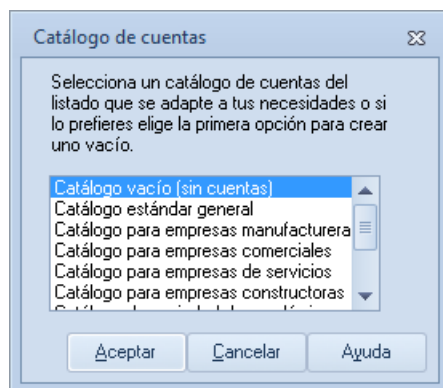 Catálogo de cuentas
Selecciona un catálogo de cuentas del
listado que se adapte a tus necesidades o si
lo prefieres elige la primera opción para crear
uno vacío.
Catálogo vacío (sin cuentas)
Catálogo estándar general
Catálogo para empresas manufacturera
Catálogo para empresas comerciales
Catálogo para empresas de servicios
Catálogo para empresas constructoras
Aceptar
Cancelar
Ayuda